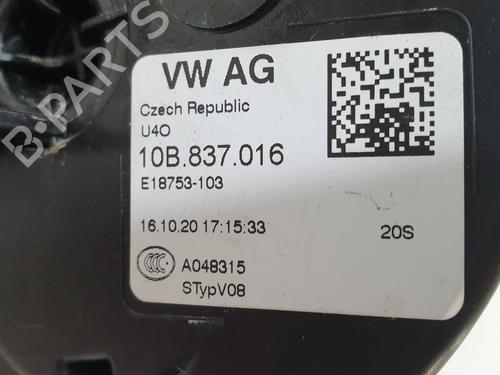 VW AG
Czech Republic
U4O
10B.837.016
E18753-103
16.10.20 17:15:33
20S
CCC
A048315
STypV08
B-PARTS